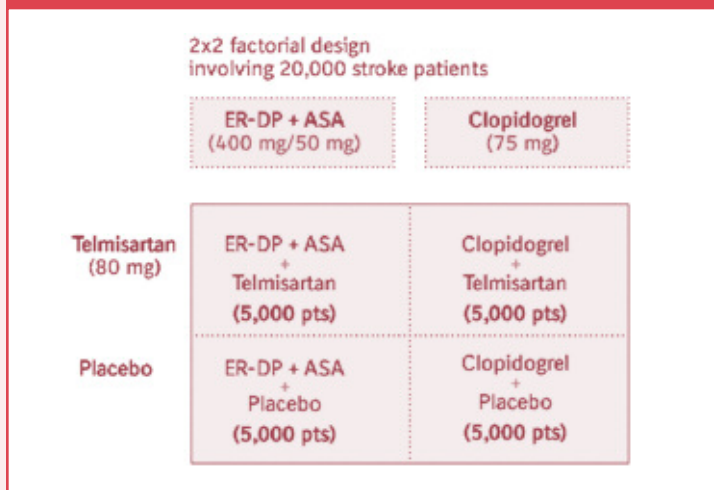 2x2 factorial design
involving 20,000 stroke patients
ER-DP + ASA
(400 mg/50 mg)
Clopidogrel
(75 mg)
Telmisartan
(80 mg)
ER-DP + ASA
+
Telmisartan
(5,000 pts)
Clopidogrel
+
Telmisartan
(5,000 pts)
Placebo
ER-DP + ASA
+
Placebo
(5,000 pts)
Clopidogrel
+
Placebo
(5,000 pts)